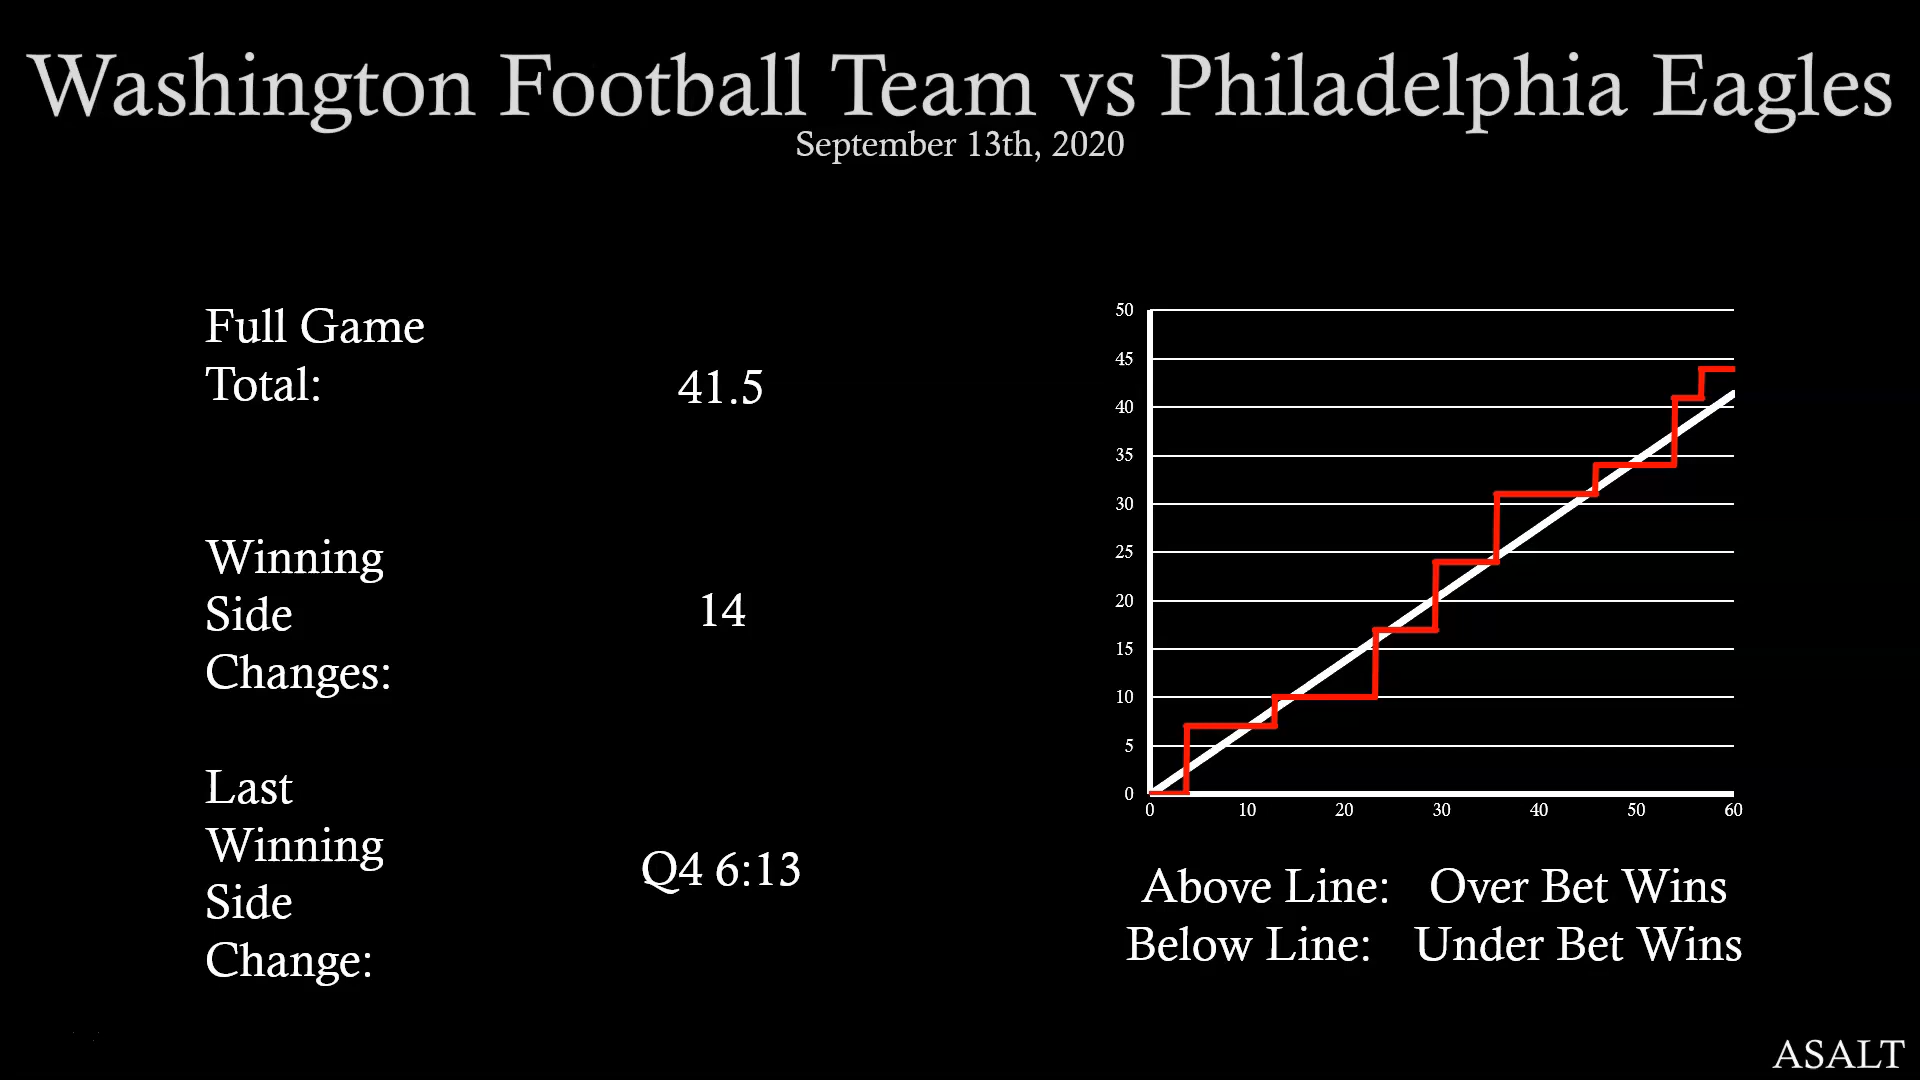 Washington Football Team vs Philadelphia Eagles
September 13th, 2020
Full Game
Total:
41.5
Winning
Side
Changes:
14
Last
Winning
Side
Change:
Q4 6:13
50
45
40
35
30
25
20
15
10
5
0
0 10 20 30 40 50 60
Above Line: Over Bet Wins
Below Line: Under Bet Wins
ASALT